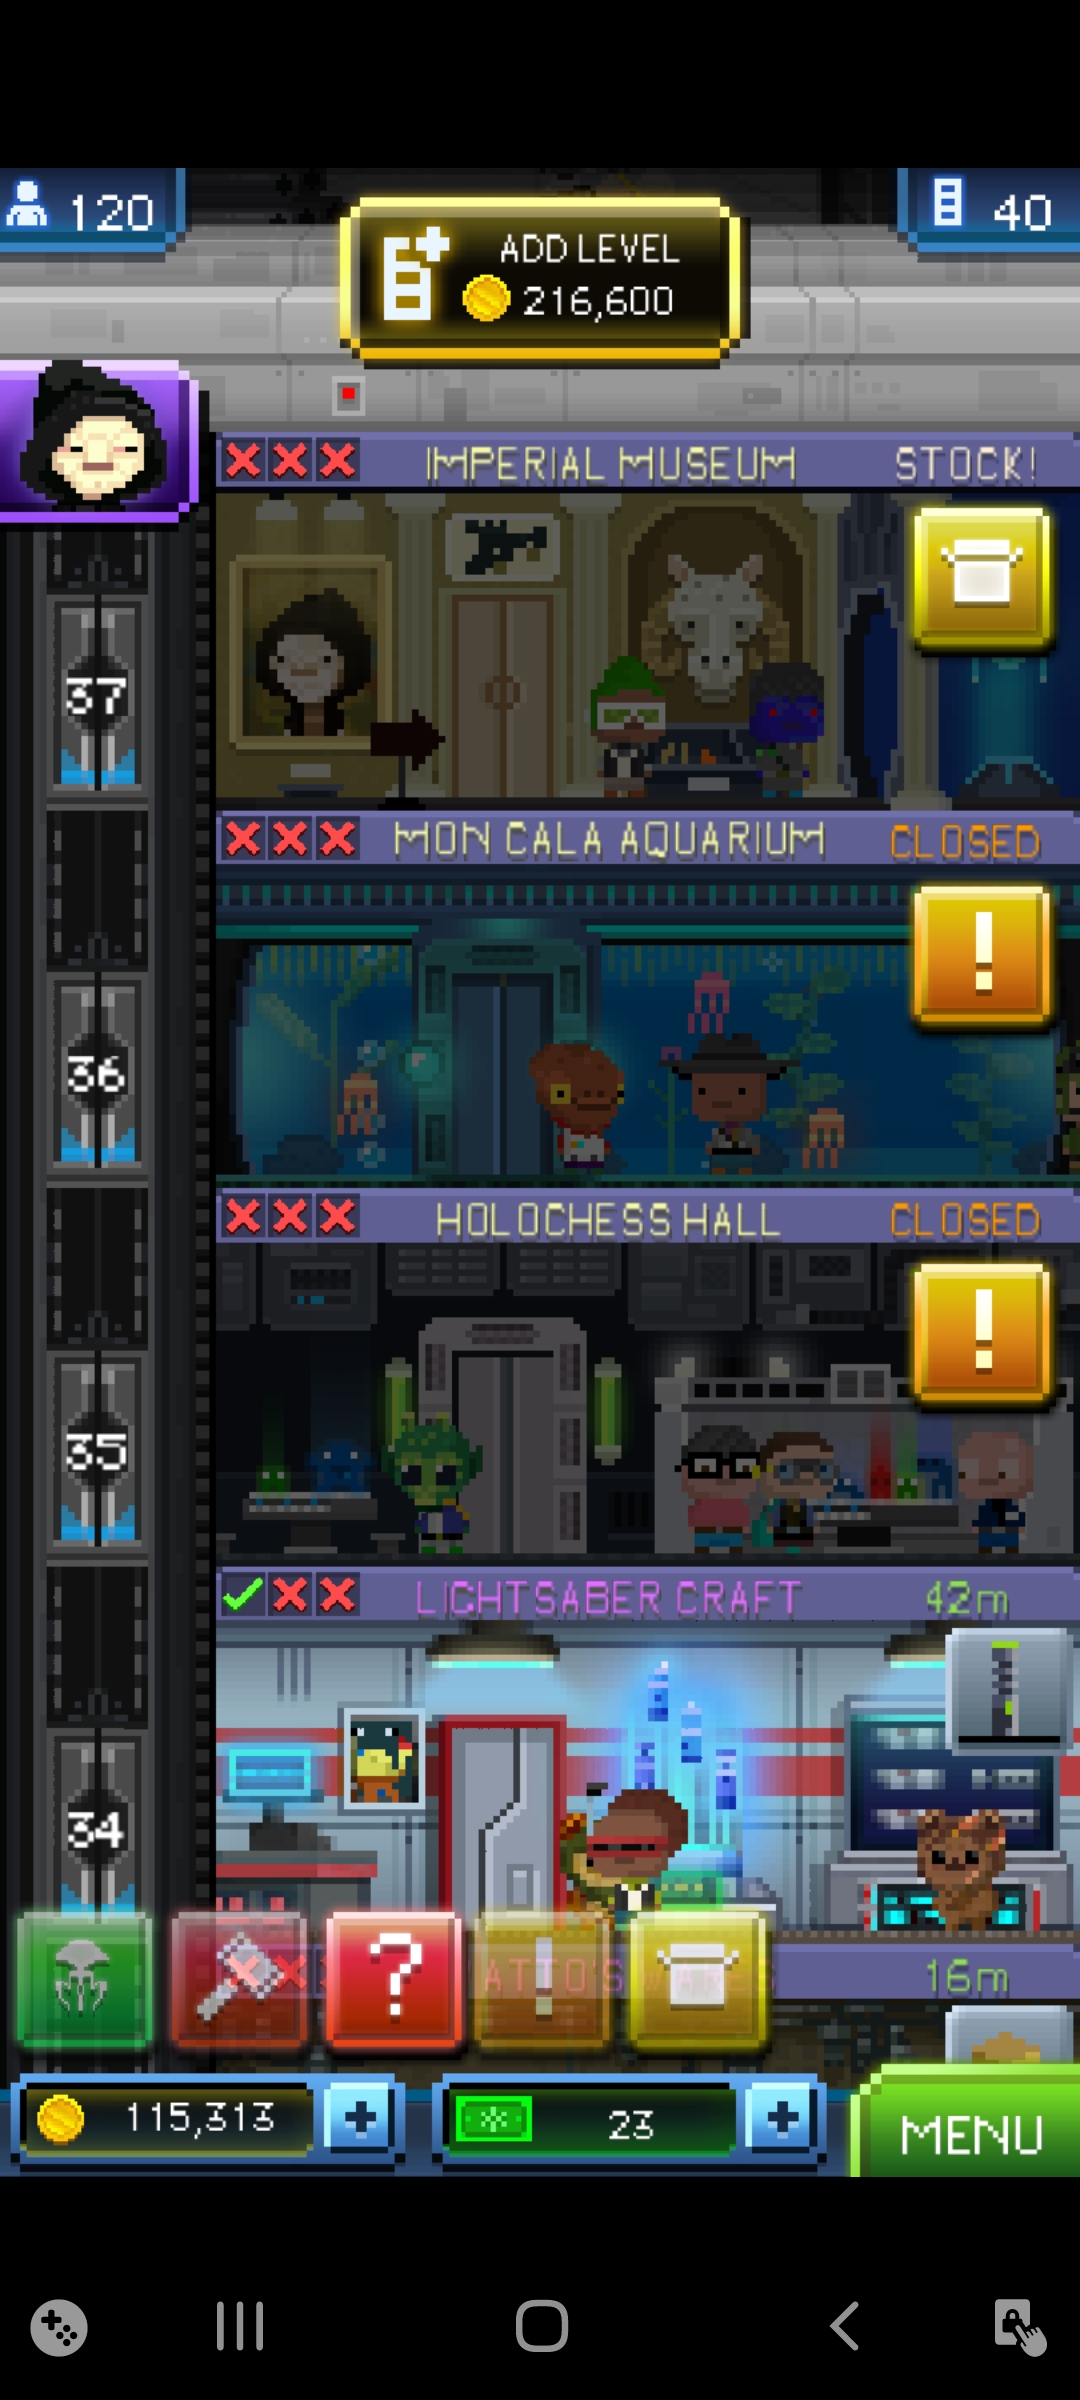 120
ADD LEVEL
216,600
40
IMPERIAL MUSEUM
STOCK!
37
MON CALA AQUARIUM
CLOSED
!
36
HOLOCHESS HALL
CLOSED
!
35
LIGHTSABER CRAFT
42m
34
?
!
16m
115,313
+
23
+
MENU